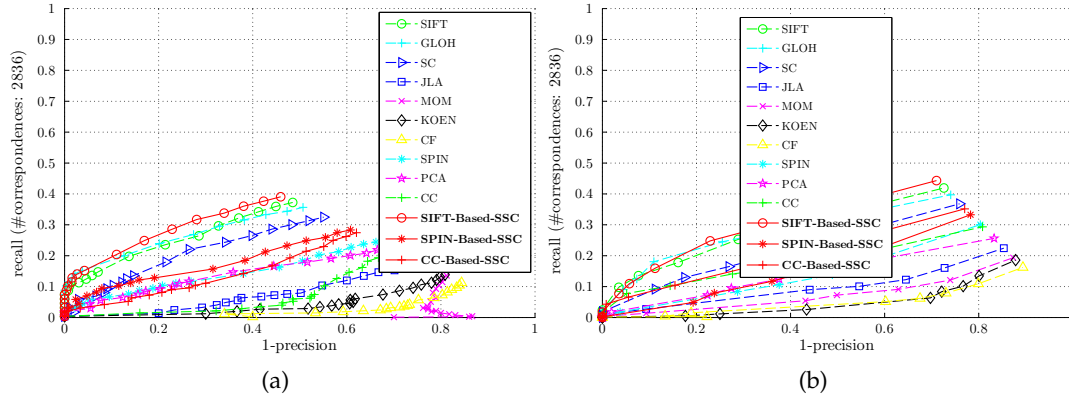 1
0.9
0.8
0.7
0.6
0.5
0.4
0.3
0.2
0.1
0
recall (#correspondences: 2836)
SIFT
GLOH
SC
JLA
MOM
KOEN
CF
SPIN
PCA
CC
SIFT-Based-SSC
SPIN-Based-SSC
CC-Based-SSC
0 0.2 0.4 0.6 0.8 1
1-precision
(a)
1
0.9
0.8
0.7
0.6
0.5
0.4
0.3
0.2
0.1
0
recall (#correspondences: 2836)
SIFT
GLOH
SC
JLA
MOM
KOEN
CF
SPIN
PCA
CC
SIFT-Based-SSC
SPIN-Based-SSC
CC-Based-SSC
0 0.2 0.4 0.6 0.8 1
1-precision
(b)